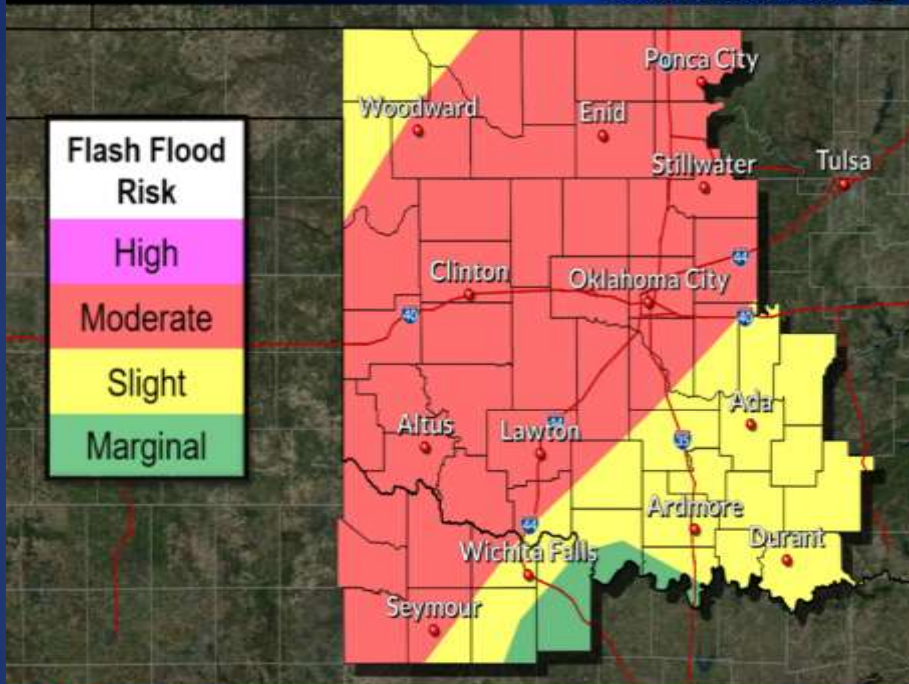 Ponca City
Woodward
Enid
Flash Flood
Risk
Stillwater
Tulsa
High
44
Clinton
Oklahoma City
Moderate
40
40
Slight
Ada
Altus
Lawton
35
Marginal
44
Ardmore
Durant
Wichita Falls
Seymour